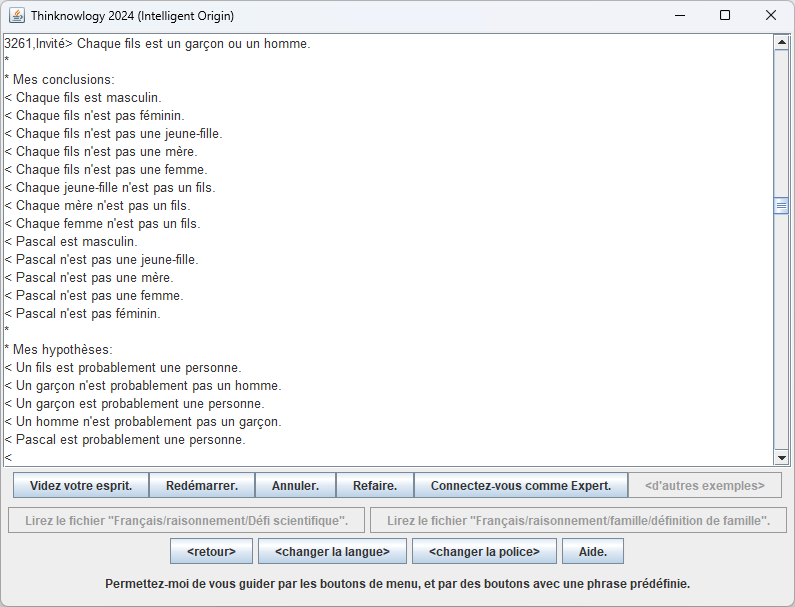 Thinknowlogy 2024 (Intelligent Origin)
3261,Invité> Chaque fils est un garçon ou un homme.
*
* Mes conclusions:
< Chaque fils est masculin.
< Chaque fils n'est pas féminin.
< Chaque fils n'est pas une jeune-fille.
< Chaque fils n'est pas une mère.
< Chaque fils n'est pas une femme.
< Chaque jeune-fille n'est pas un fils.
< Chaque mère n'est pas un fils.
< Chaque femme n'est pas un fils.
< Pascal est masculin.
< Pascal n'est pas une jeune-fille.
< Pascal n'est pas une mère.
< Pascal n'est pas une femme.
< Pascal n'est pas féminin.
*
* Mes hypothèses:
< Un fils est probablement une personne.
< Un garçon n'est probablement pas un homme.
< Un garçon est probablement une personne.
< Un homme n'est probablement pas un garçon.
< Pascal est probablement une personne.
<
Videz votre esprit. Redémarrer. Annuler. Refaire. Connectez-vous comme Expert. <d'autres exemples>
Lirez le fichier "Français/raisonnement/Défi scientifique". Lirez le fichier "Français/raisonnement/famille/définition de famille".
<retour> <changer la langue> <changer la police> Aide.
Permettez-moi de vous guider par les boutons de menu, et par des boutons avec une phrase prédéfinie.